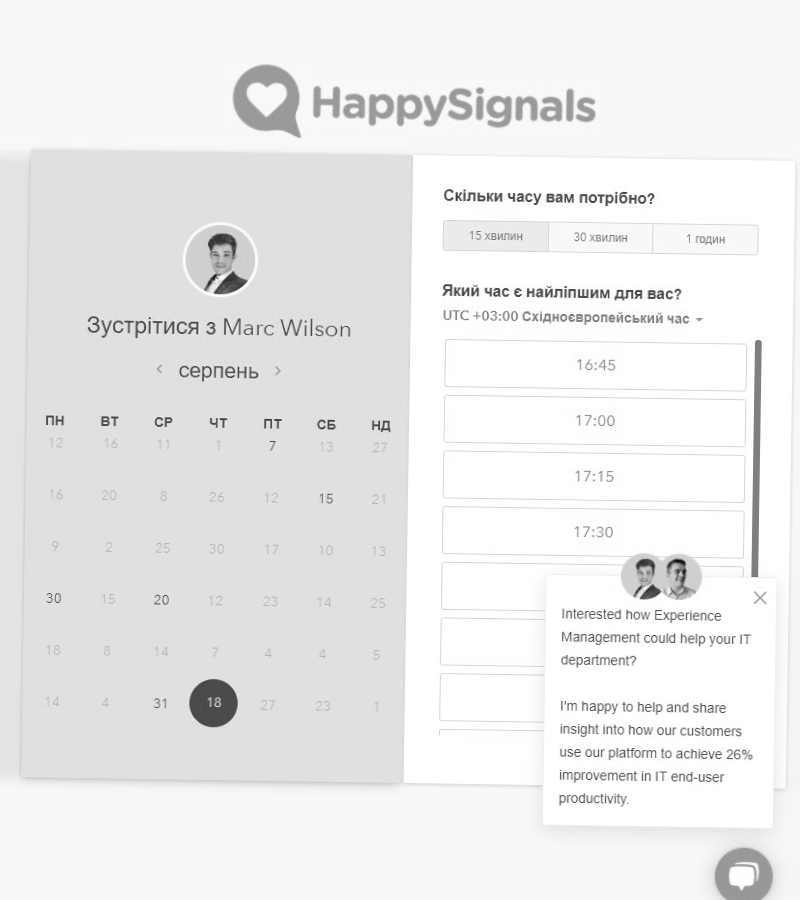 HappySignals
Зустрітися з Marc Wilson
серпень
ПН ВТ СР ЧТ ПТ СБ НД
12 16 11 1 7 13 27
16 20 8 26 12 15 21
9 2 25 30 17 10 13
30 15 20 12 23 14 25
18 8 14 7 4 4 5
14 4 31 18 27 23 1
Скільки часу вам потрібно?
15 хвилин 30 хвилин 1 годин
Який час є найліпшим для вас?
UTC +03:00 Східноєвропейський час
16:45
17:00
17:15
17:30
Interested how Experience
Management could help your IT
department?
I'm happy to help and share
insight into how our customers
use our platform to achieve 26%
improvement in IT end-user
productivity.